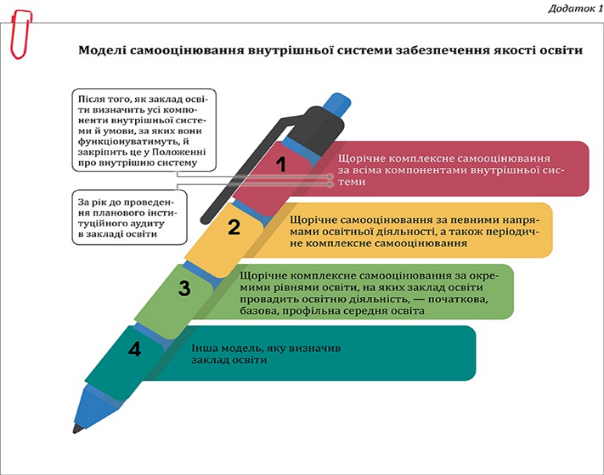 Додаток 1
Моделі самооцінювання внутрішньої системи забезпечення якості освіти
Після того, як заклад осві-
ти визначить усі компо-
ненти внутрішньої систе-
ми й умови, за яких вони
функціонуватимуть, й
закріпить це у Положенні
про внутрішню систему
За рік до проведен-
ня планового інсти-
туційного аудиту
в закладі освіти
1
Щорічне комплексне самооцінювання
за всіма компонентами внутрішньої сис-
теми
2
Щорічне самооцінювання за певними напря-
мами освітньої діяльності, а також періодич-
не комплексне самооцінювання
3
Щорічне комплексне самооцінювання за окре-
мими рівнями освіти, на яких заклад освіти
провадить освітню діяльність, — початкова,
базова, профільна середня освіта
4
Інша модель, яку визначив
заклад освіти